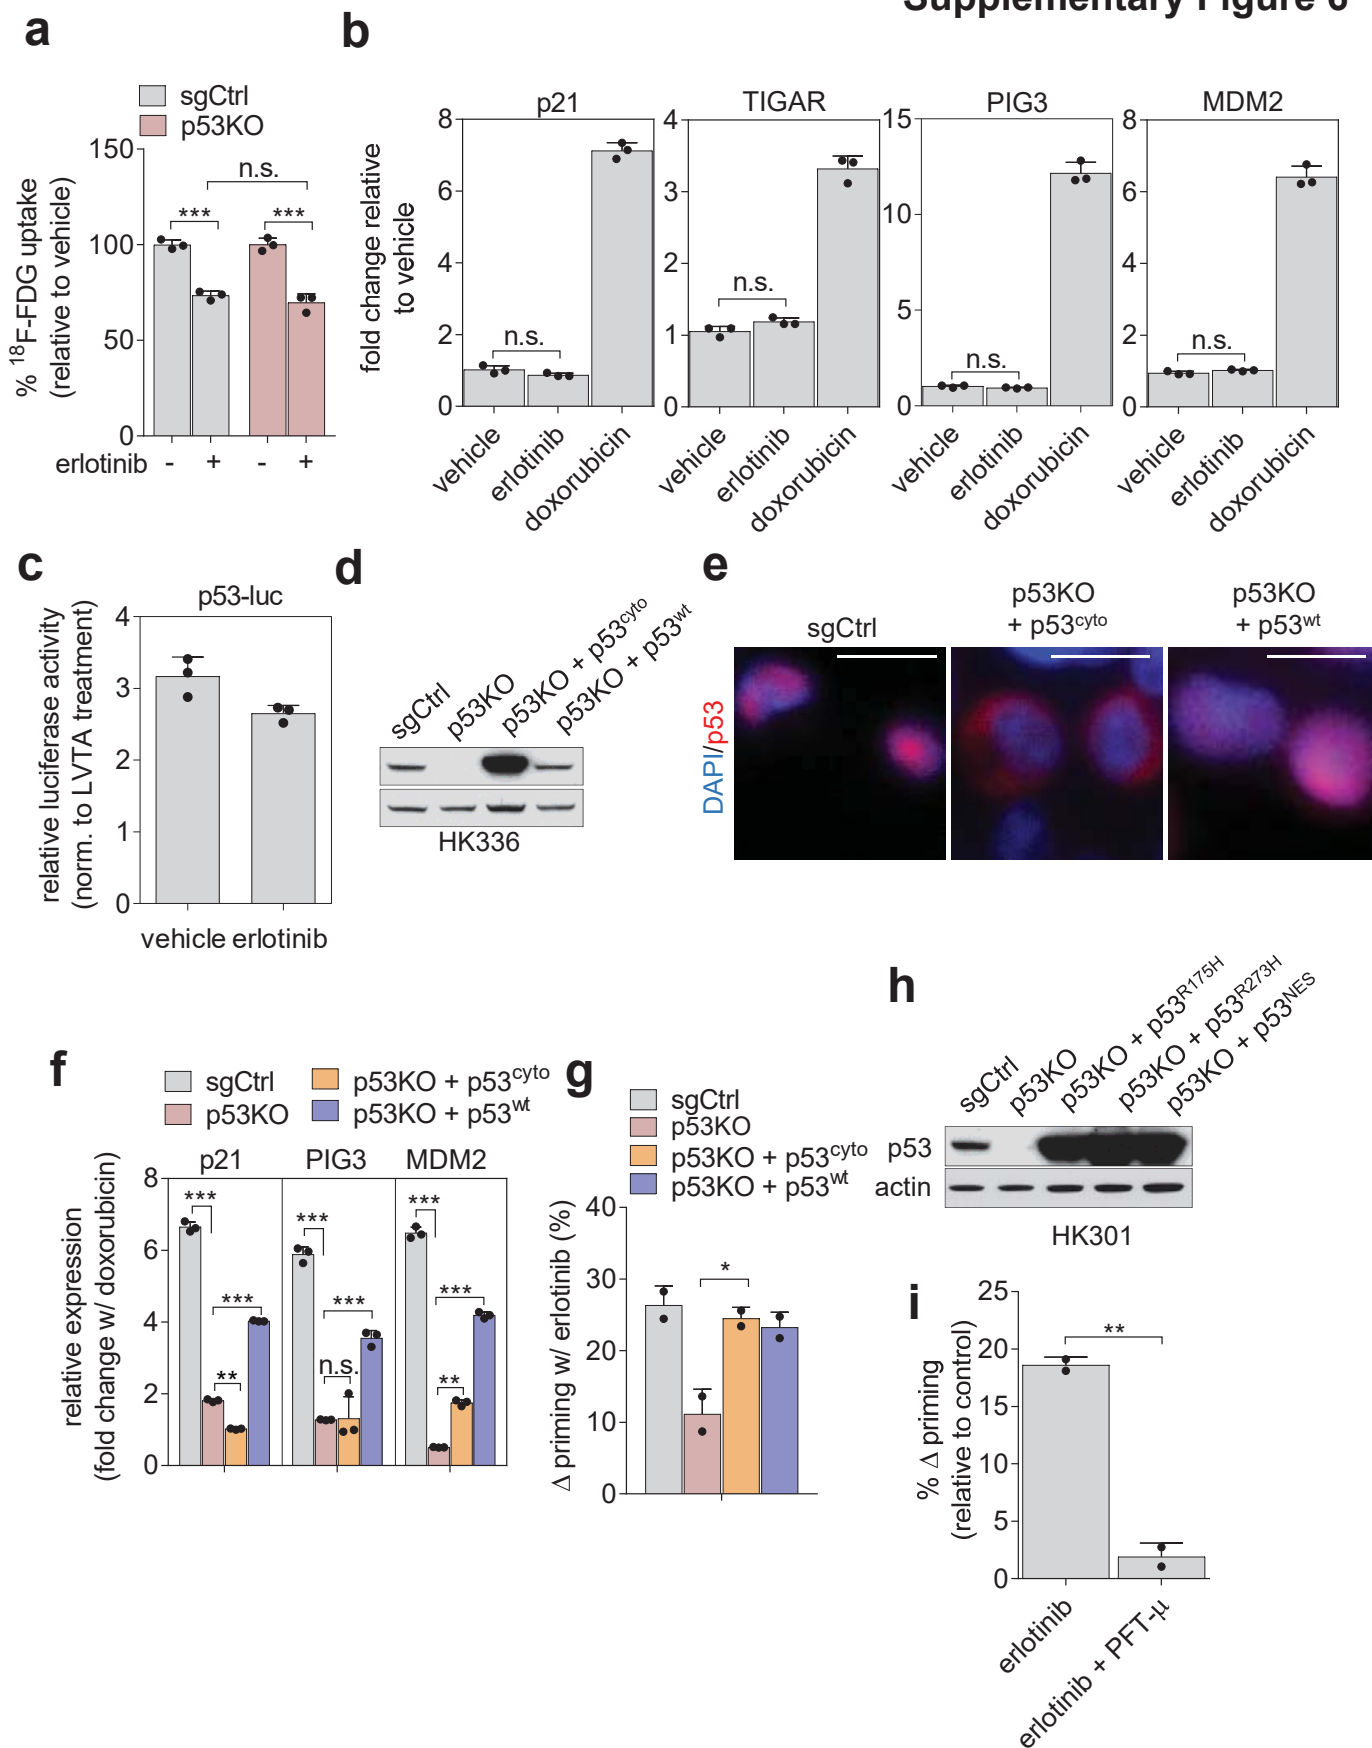 Supplementary Figure 6
a
sgCtrl
p53KO
% 18F-FDG uptake
(relative to vehicle)
150
100
50
0
n.s.
***
***
erlotinib - + - +
b
fold change relative
to vehicle
p21
8
6
4
2
0
n.s.
vehicle
erlotinib
doxorubicin
TIGAR
4
3
2
1
0
n.s.
vehicle
erlotinib
doxorubicin
PIG3
15
10
5
0
n.s.
vehicle
erlotinib
doxorubicin
MDM2
8
6
4
2
0
n.s.
vehicle
erlotinib
doxorubicin
c
p53-luc
relative luciferase activity
(norm. to LVTA treatment)
4
3
2
1
0
vehicle erlotinib
d
sgCtrl
p53KO
p53KO + p53cyto
p53KO + p53wt
HK336
e
DAPI/p53
sgCtrl
p53KO
+ p53cyto
p53KO
+ p53wt
f
sgCtrl
p53KO
p53KO + p53cyto
p53KO + p53wt
relative expression
(fold change w/ doxorubicin)
p21 PIG3 MDM2
8
6
4
2
0
***
***
**
***
***
n.s.
***
***
**
g
sgCtrl
p53KO
p53KO + p53cyto
p53KO + p53wt
Δ priming w/ erlotinib (%)
40
30
20
10
0
*
h
sgCtrl
p53KO
p53KO + p53R175H
p53KO + p53R273H
p53KO + p53NES
p53
actin
HK301
i
% Δ priming
(relative to control)
25
20
15
10
5
0
**
erlotinib
erlotinib + PFT-μ